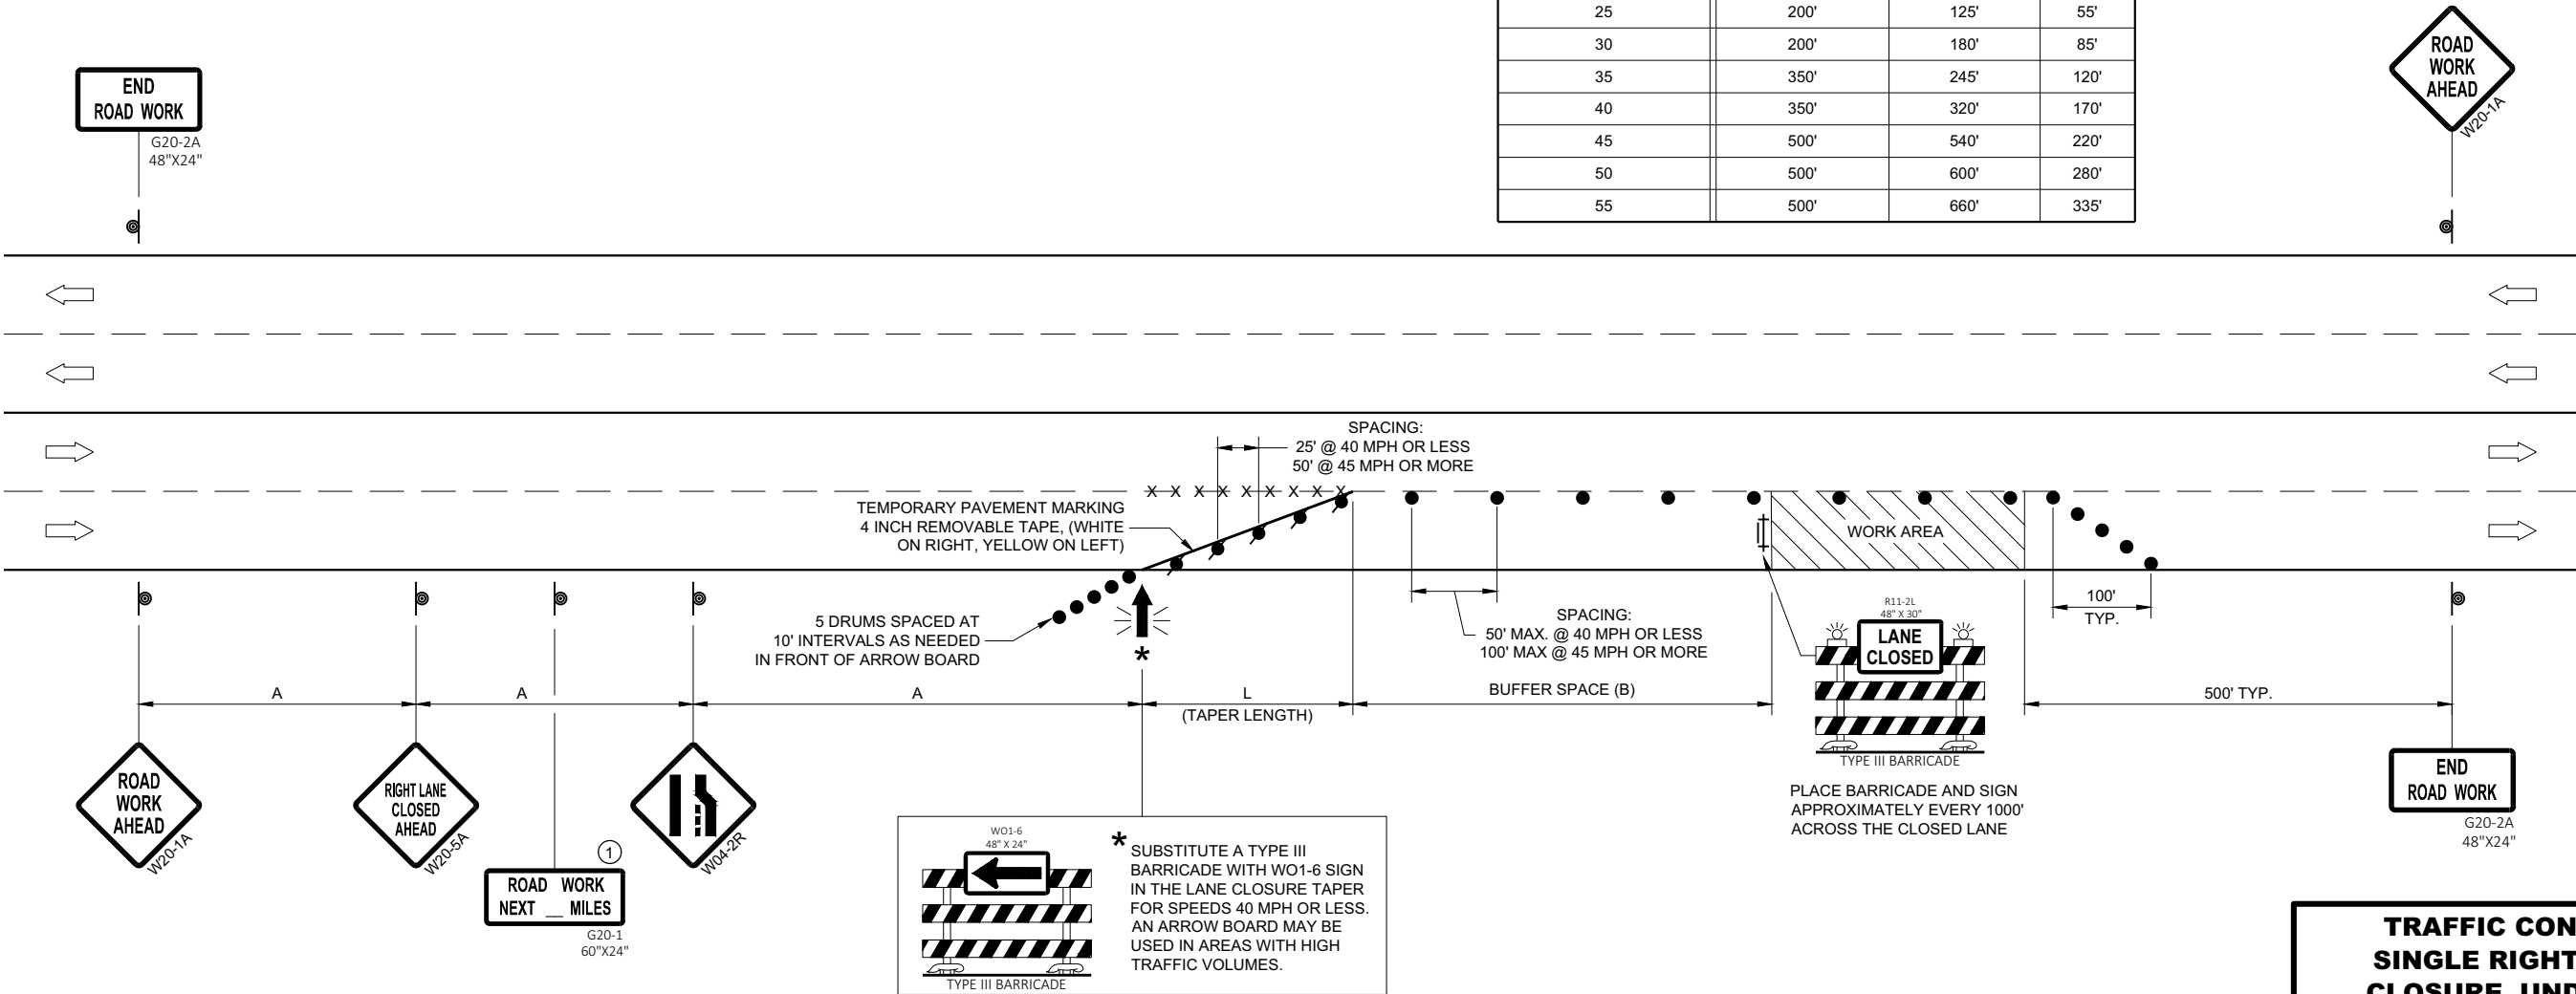 25 200' 125' 55'
30 200' 180' 85'
35 350' 245' 120'
40 350' 320' 170'
45 500' 540' 220'
50 500' 600' 280'
55 500' 660' 335'
END
ROAD WORK
G20-2A
48"X24"
ROAD
WORK
AHEAD
W20-1A
SPACING:
25' @ 40 MPH OR LESS
50' @ 45 MPH OR MORE
X X X X X X X X X
TEMPORARY PAVEMENT MARKING
4 INCH REMOVABLE TAPE, (WHITE
ON RIGHT, YELLOW ON LEFT)
WORK AREA
5 DRUMS SPACED AT
10' INTERVALS AS NEEDED
IN FRONT OF ARROW BOARD
*
SPACING:
50' MAX. @ 40 MPH OR LESS
100' MAX @ 45 MPH OR MORE
R11-2L
48" X 30"
LANE
CLOSED
TYPE III BARRICADE
PLACE BARRICADE AND SIGN
APPROXIMATELY EVERY 1000'
ACROSS THE CLOSED LANE
100'
TYP.
A
A
A
L
(TAPER LENGTH)
BUFFER SPACE (B)
500' TYP.
ROAD
WORK
AHEAD
W20-1A
RIGHT LANE
CLOSED
AHEAD
W20-5A
1
ROAD WORK
NEXT __ MILES
G20-1
60"X24"
W04-2R
WO1-6
48" X 24"
TYPE III BARRICADE
* SUBSTITUTE A TYPE III
BARRICADE WITH WO1-6 SIGN
IN THE LANE CLOSURE TAPER
FOR SPEEDS 40 MPH OR LESS.
AN ARROW BOARD MAY BE
USED IN AREAS WITH HIGH
TRAFFIC VOLUMES.
END
ROAD WORK
G20-2A
48"X24"
TRAFFIC CON
SINGLE RIGHT
CLOSURE, UND